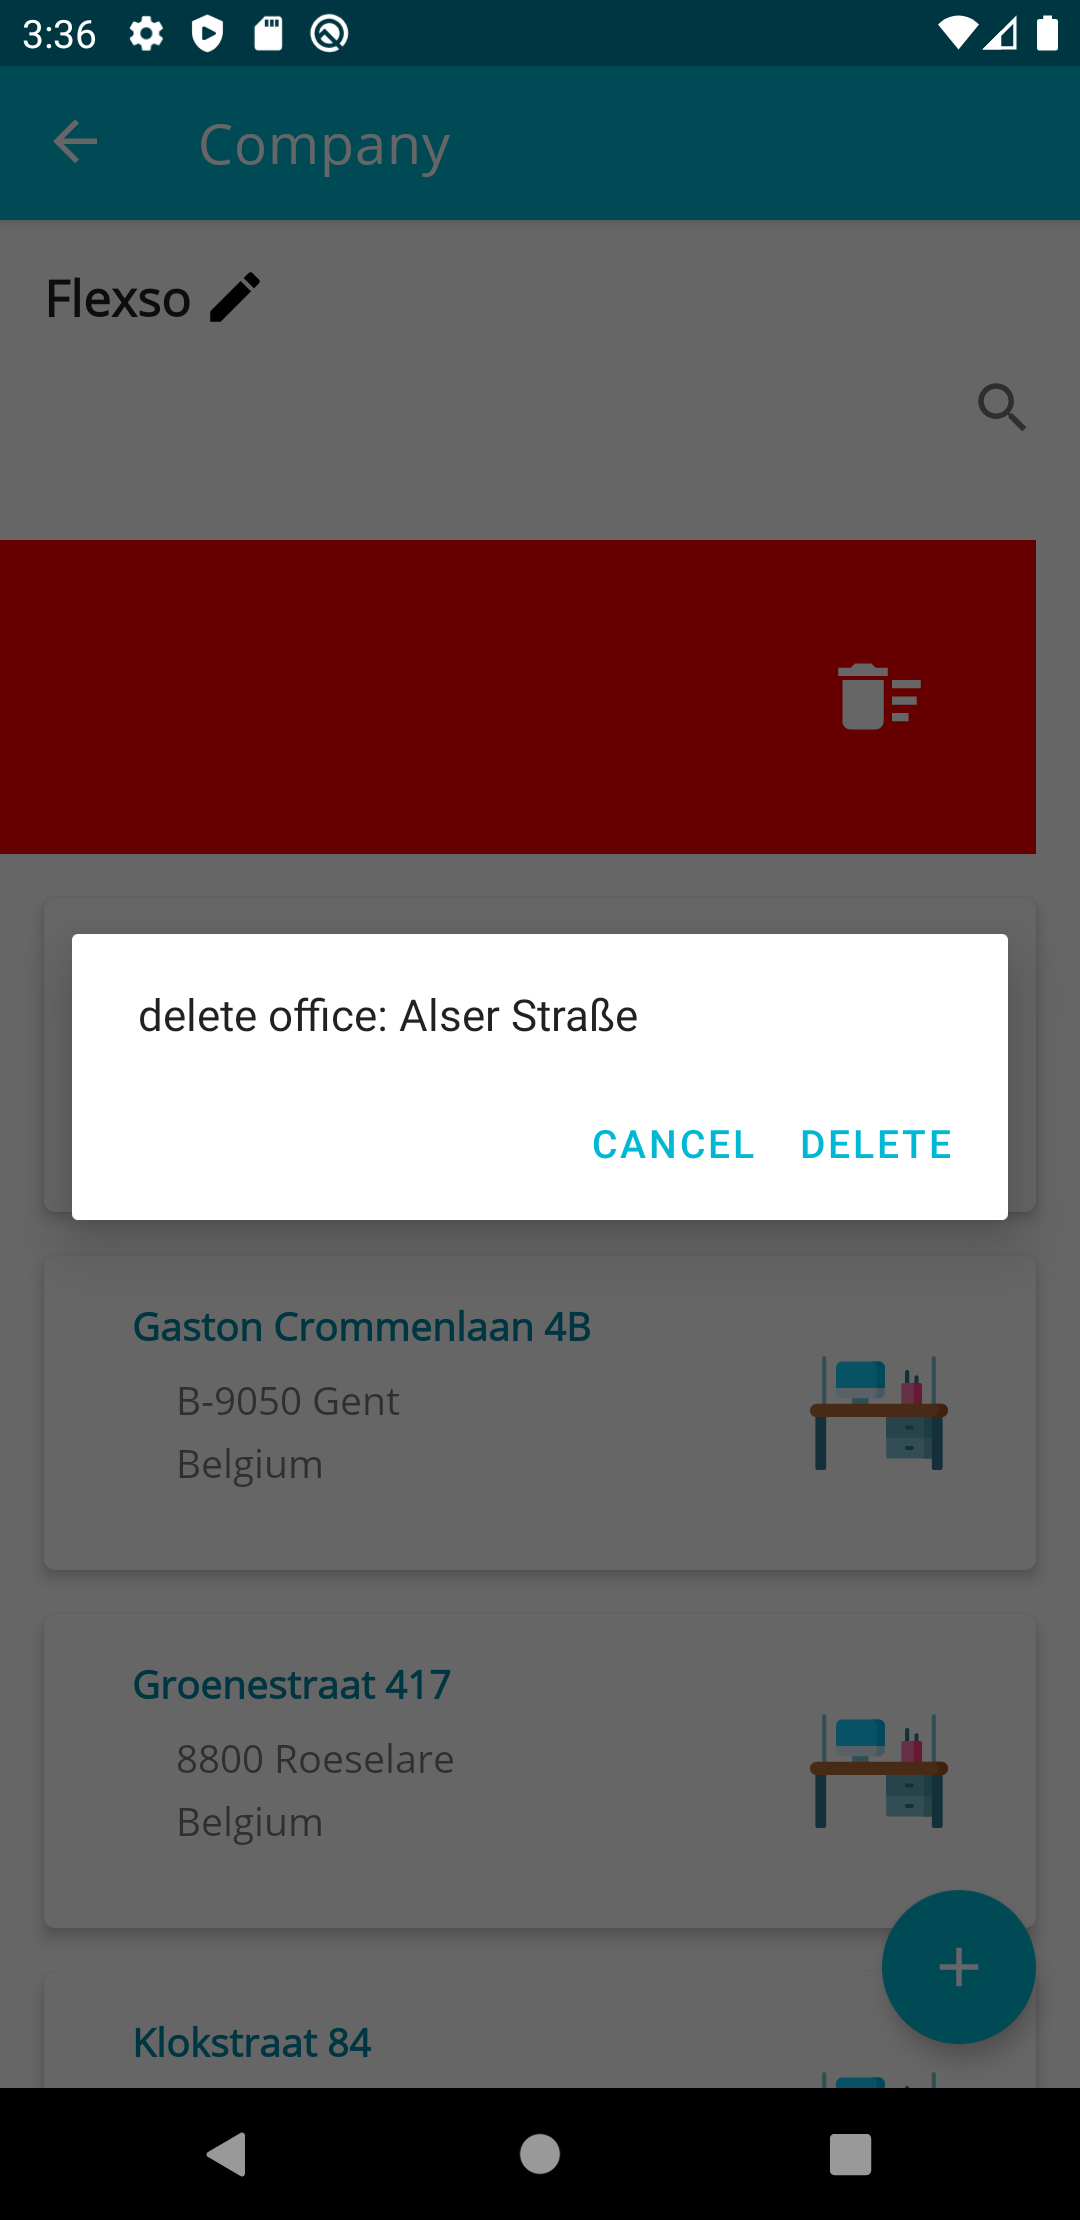 3:36
Company
Flexso
delete office: Alser Straße
CANCEL DELETE
Gaston Crommenlaan 4B
B-9050 Gent
Belgium
Groenestraat 417
8800 Roeselare
Belgium
Klokstraat 84